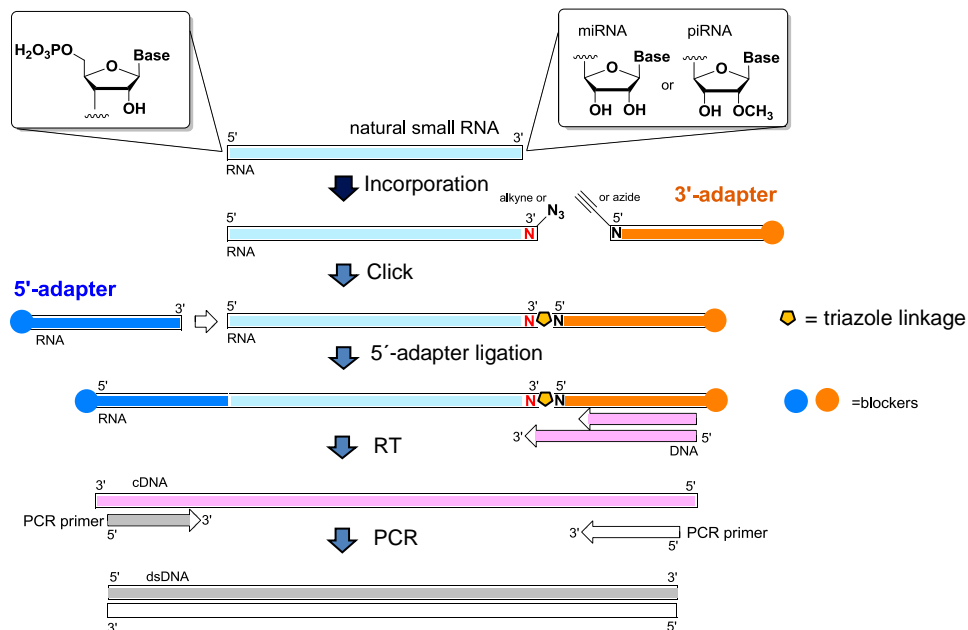 H₂O₃PO
Base
O
OH
miRNA
piRNA
O
Base
OH
OH
or
O
Base
OH
OCH₃
natural small RNA
5'
3'
RNA
Incorporation
alkyne or
N₃
or azide
3'-adapter
5'
3'
N
5'
N
RNA
Click
5'-adapter
3'
RNA
5'
3'
5'
N
N
RNA
= triazole linkage
5´-adapter ligation
5'
3'
5'
N
N
RNA
=blockers
3'
5'
DNA
RT
3'
cDNA
5'
PCR primer
3'
5'
3'
PCR primer
5'
PCR
5'
dsDNA
3'
3'
5'